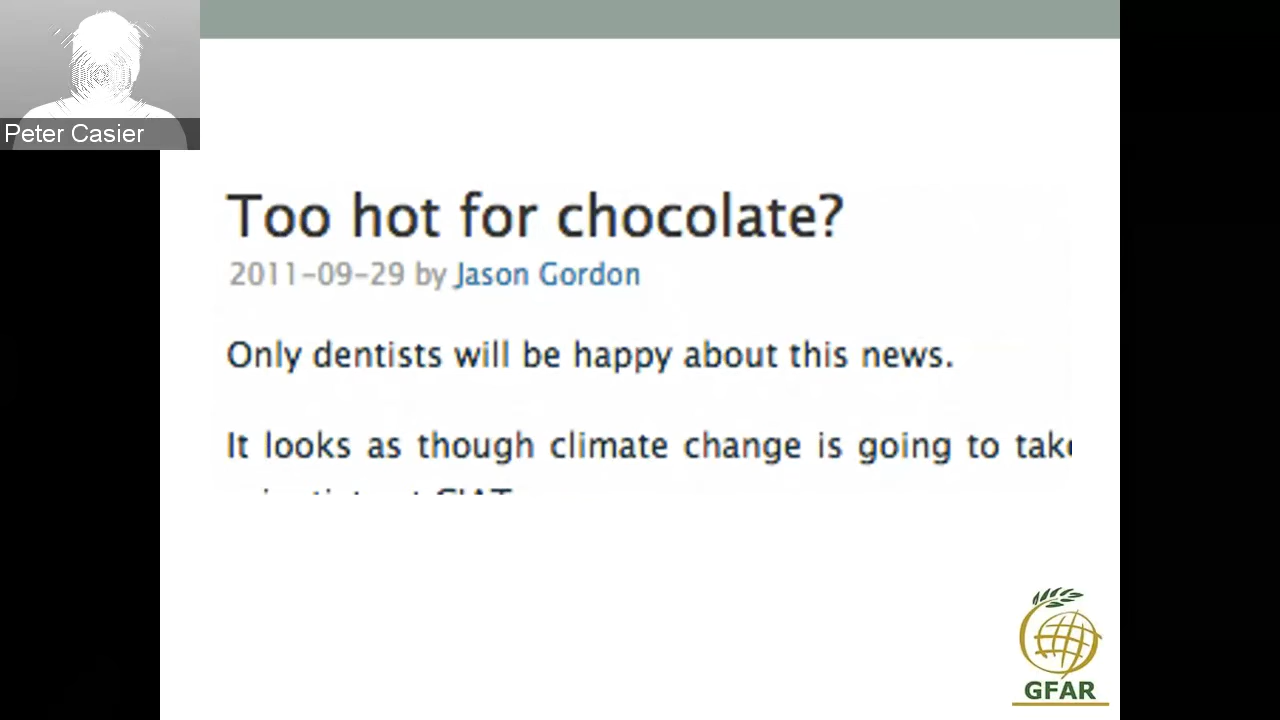 Peter Casier
Too hot for chocolate?
2011-09-29 by Jason Gordon
Only dentists will be happy about this news.
It looks as though climate change is going to
GFAR